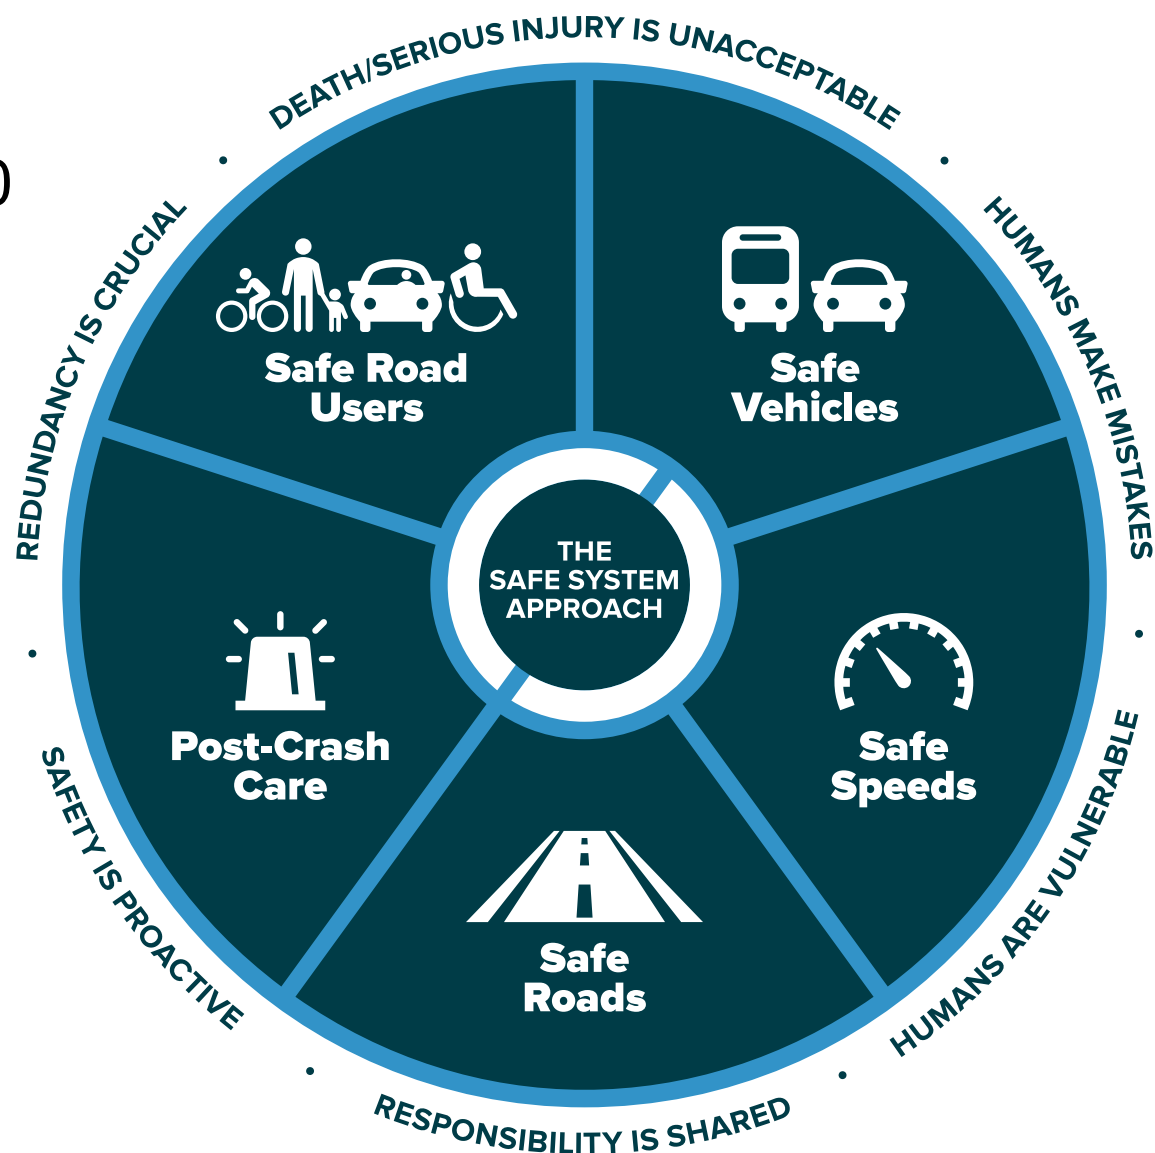 DEATH/SERIOUS INJURY IS UNACCEPTABLE
HUMANS MAKE MISTAKES
HUMANS ARE VULNERABLE
RESPONSIBILITY IS SHARED
SAFETY IS PROACTIVE
REDUNDANCY IS CRUCIAL
Safe Road
Users
Safe
Vehicles
THE
SAFE SYSTEM
APPROACH
Post-Crash
Care
Safe
Speeds
Safe
Roads